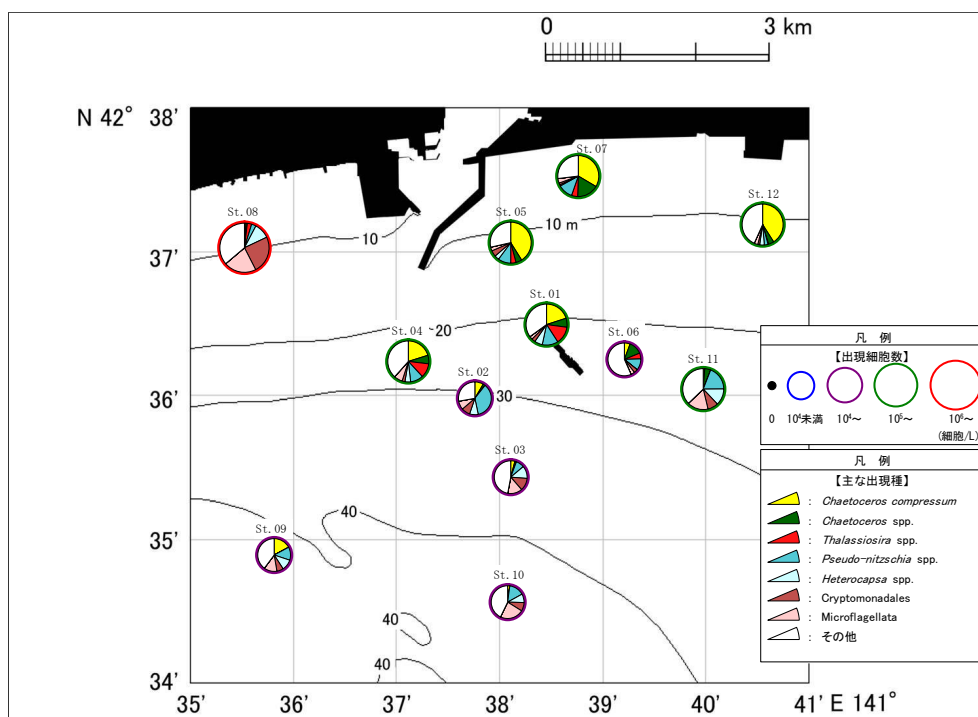 0 3 km
N 42° 38'
37'
36'
35'
34'
35' 36' 37' 38' 39' 40' 41' E 141°
St.07
St.12
St.08
St.05
10 m
10
St.01
St.06
20
St.04
St.11
St.02
30
St.03
40
St.09
St.10
40
40
凡 例
【出現細胞数】
0 10⁴未満 10⁴~ 10⁵~ 10⁶~
(細胞/L)
凡 例
【主な出現種】
: Chaetoceros compressum
: Chaetoceros spp.
: Thalassiosira spp.
: Pseudo-nitzschia spp.
: Heterocapsa spp.
: Cryptomonadales
: Microflagellata
: その他